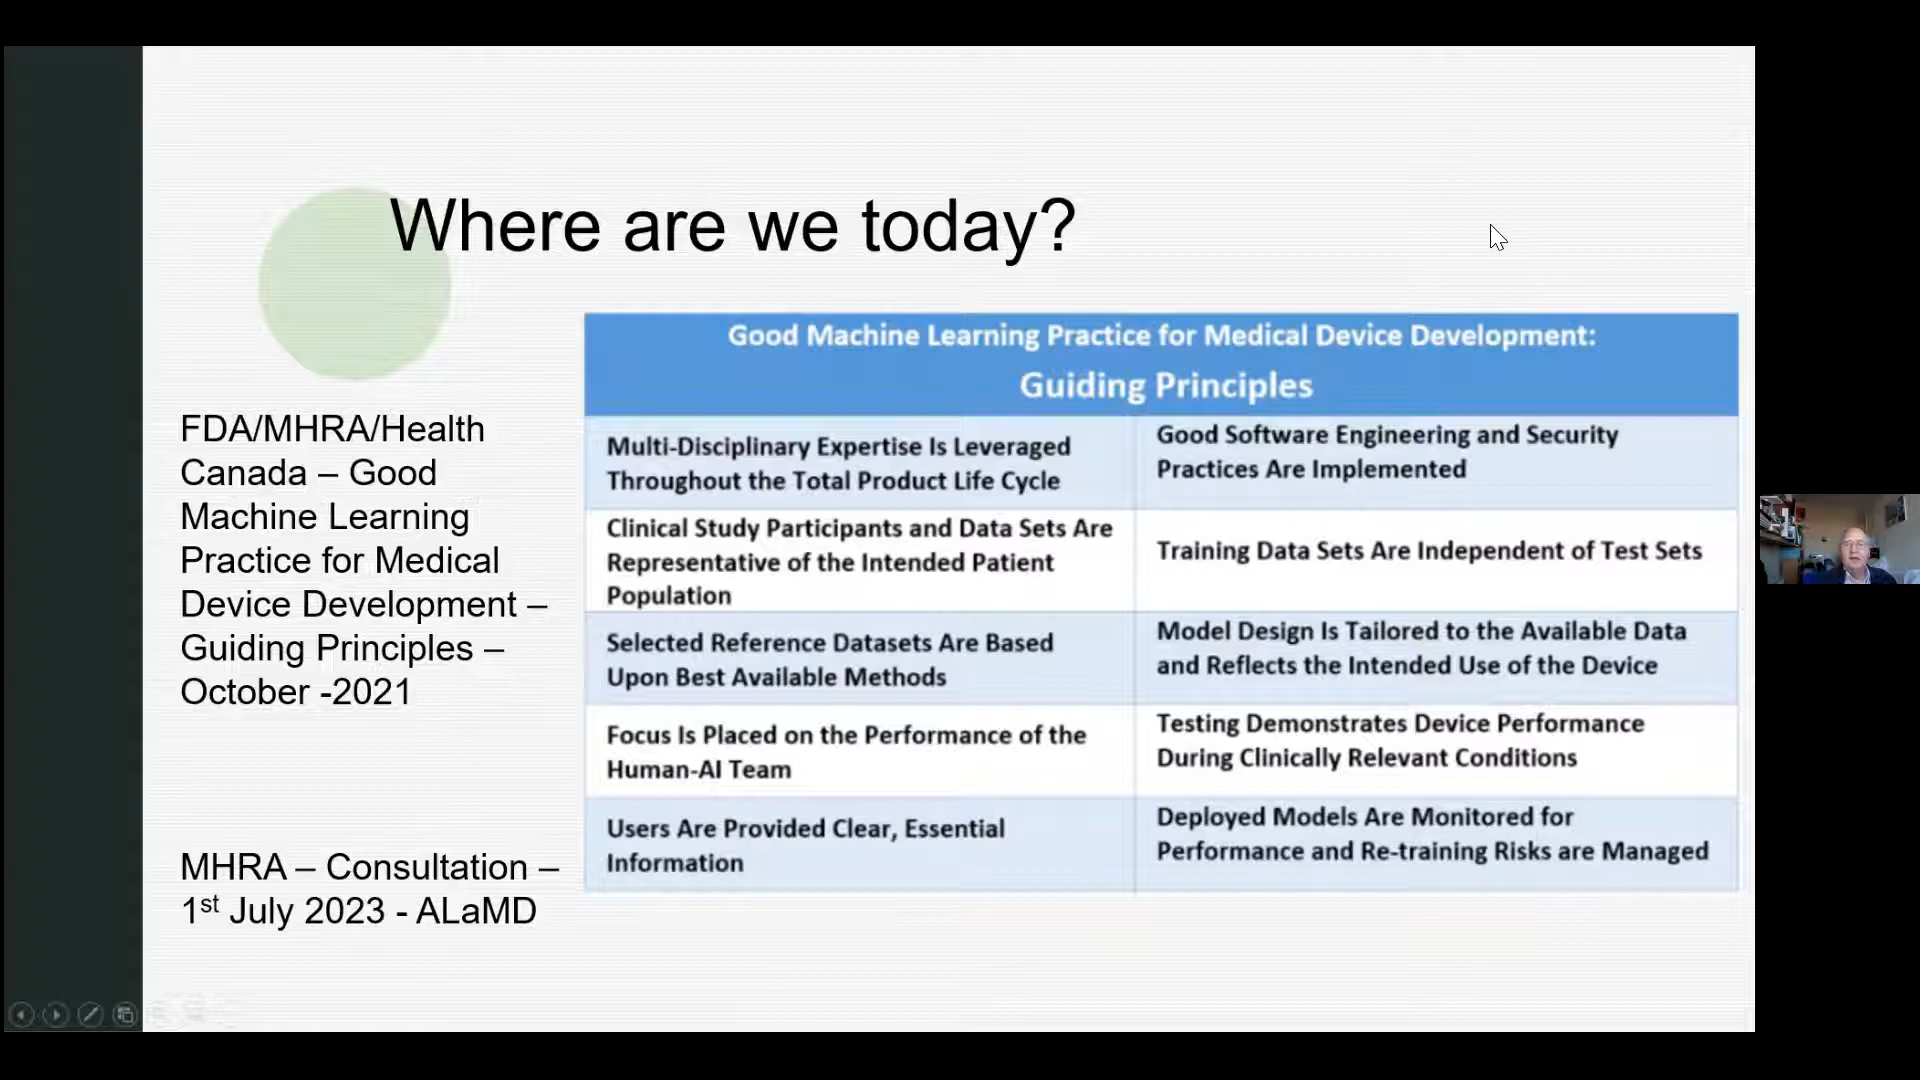 Where are we today?
FDA/MHRA/Health
Canada – Good
Machine Learning
Practice for Medical
Device Development –
Guiding Principles –
October -2021
MHRA – Consultation –
1st July 2023 - ALaMD
Good Machine Learning Practice for Medical Device Development:
Guiding Principles
Multi-Disciplinary Expertise Is Leveraged
Throughout the Total Product Life Cycle
Good Software Engineering and Security
Practices Are Implemented
Clinical Study Participants and Data Sets Are
Representative of the Intended Patient
Population
Training Data Sets Are Independent of Test Sets
Selected Reference Datasets Are Based
Upon Best Available Methods
Model Design Is Tailored to the Available Data
and Reflects the Intended Use of the Device
Focus Is Placed on the Performance of the
Human-AI Team
Testing Demonstrates Device Performance
During Clinically Relevant Conditions
Users Are Provided Clear, Essential
Information
Deployed Models Are Monitored for
Performance and Re-training Risks are Managed